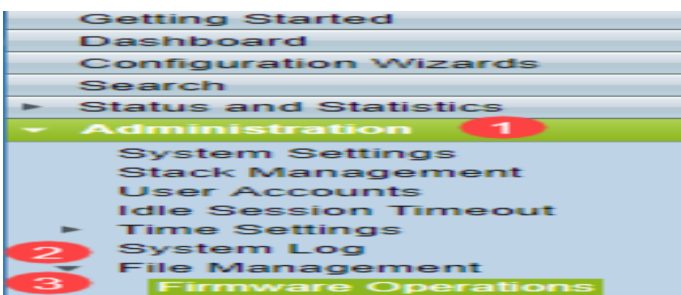 Getting Started
Dashboard
Configuration Wizards
Search
Status and Statistics
Administration 1
System Settings
Stack Management
User Accounts
Idle Session Timeout
Time Settings
2 System Log
File Management
3 Firmware Operations